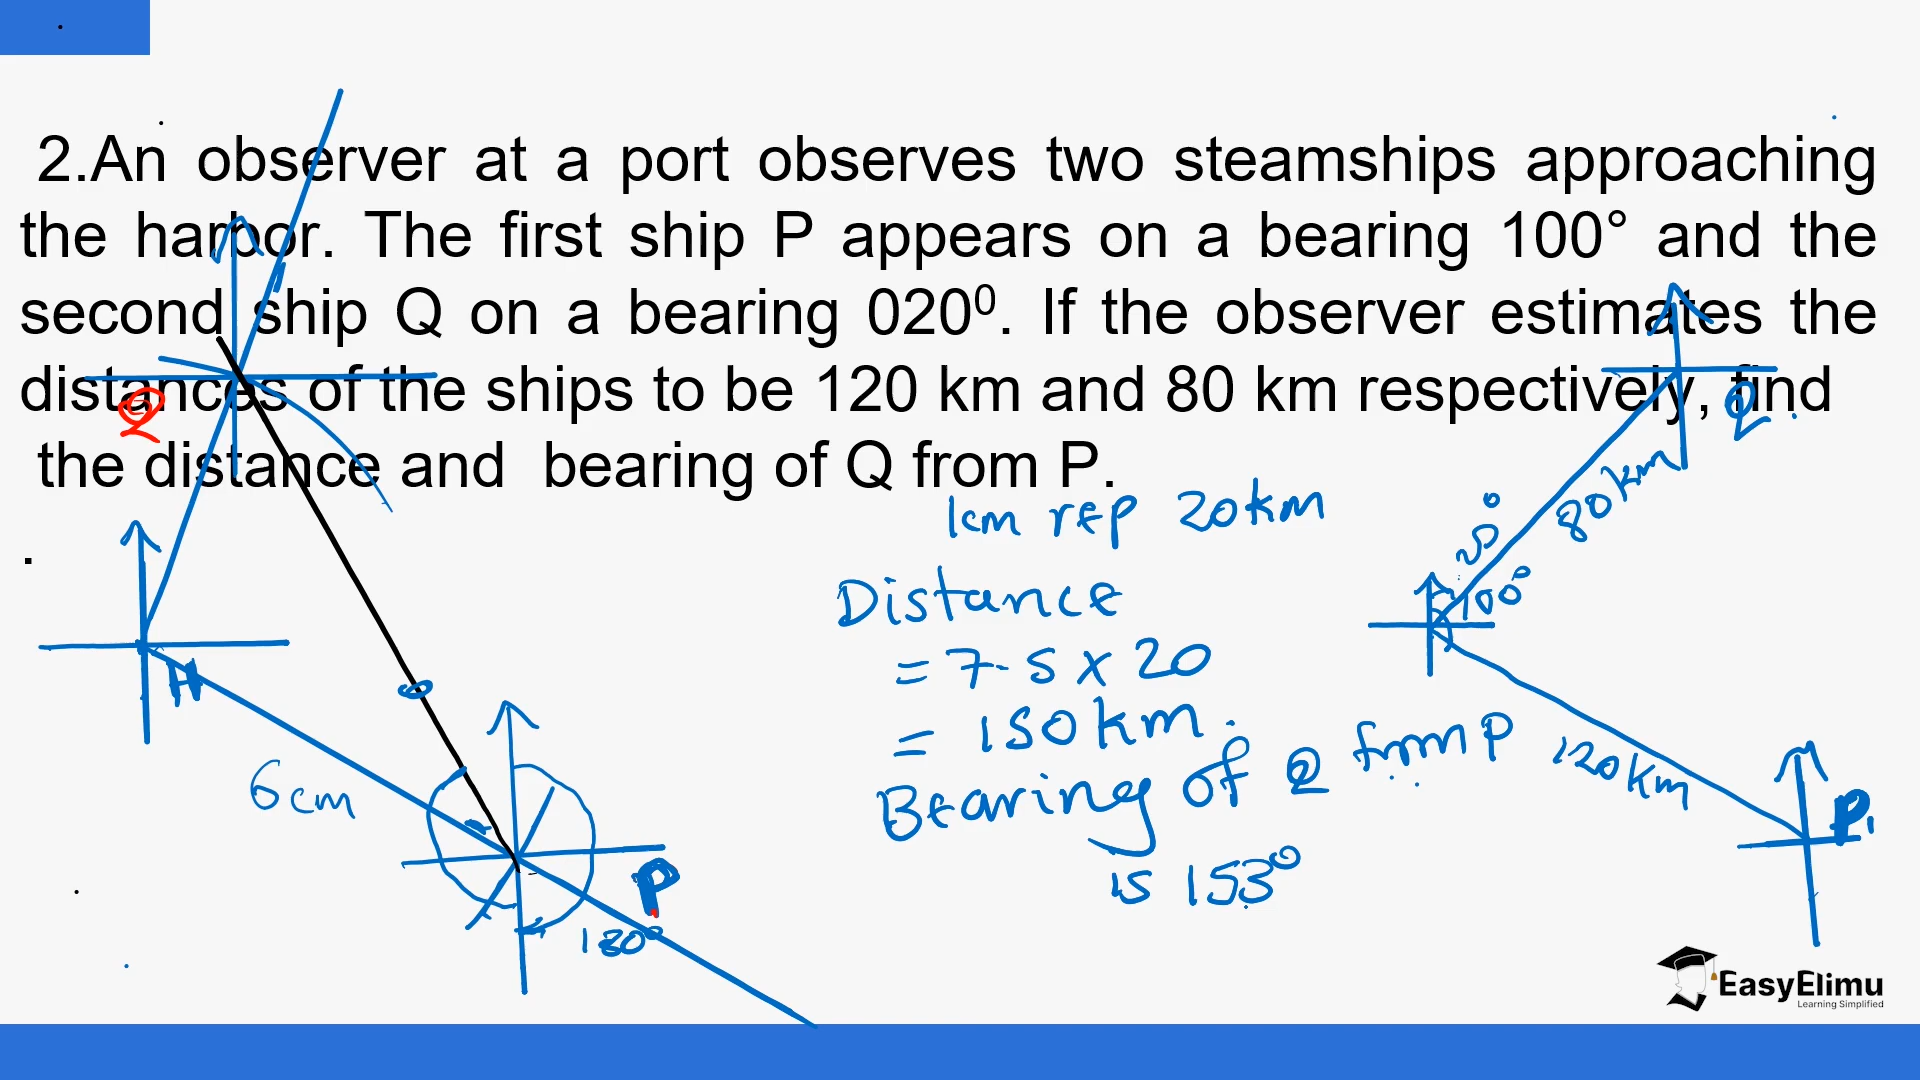 2.An observer at a port observes two steamships approaching
the harbor. The first ship P appears on a bearing 100° and the
second ship Q on a bearing 020⁰. If the observer estimates the
distances of the ships to be 120 km and 80 km respectively, find
the distance and bearing of Q from P.
.
1cm rep 20km
Distance
= 7.5 x 20
= 150km.
Bearing of Q from P
is 153°
Q
H
6cm
P
180°
Q
80km
20°
100°
120km
P
EasyElimu
Learning Simplified